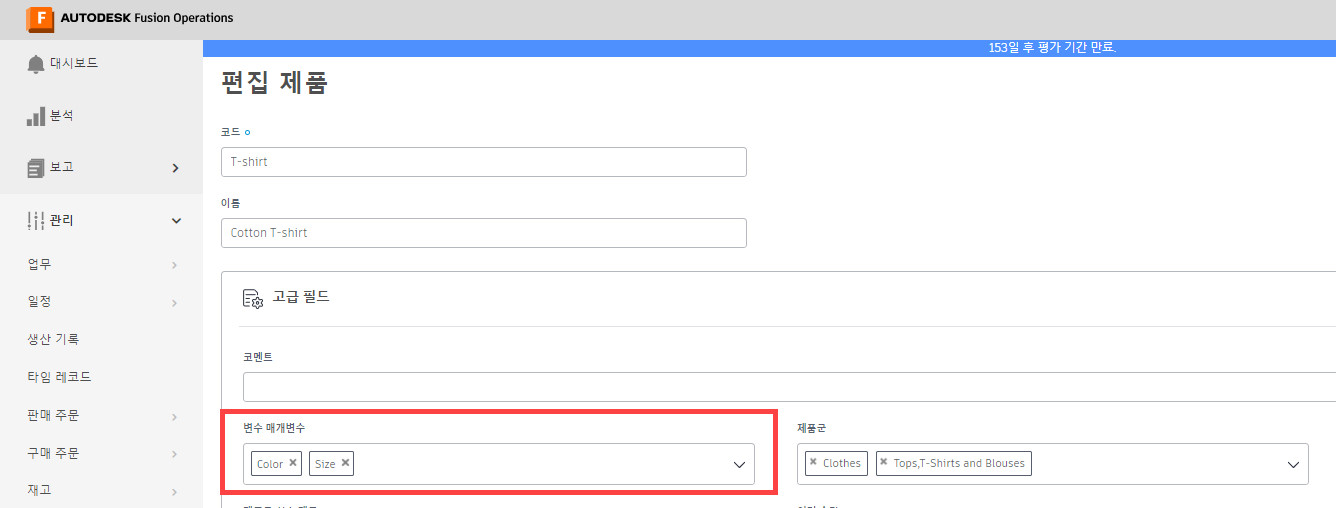 F AUTODESK Fusion Operations
153일 후 평가 기간 만료.
대시보드
분석
보고
관리
업무
일정
생산 기록
타임 레코드
판매 주문
구매 주문
재고
편집 제품
코드
T-shirt
이름
Cotton T-shirt
고급 필드
코멘트
변수 매개변수
Color × Size ×
제품군
× Clothes × Tops,T-Shirts and Blouses